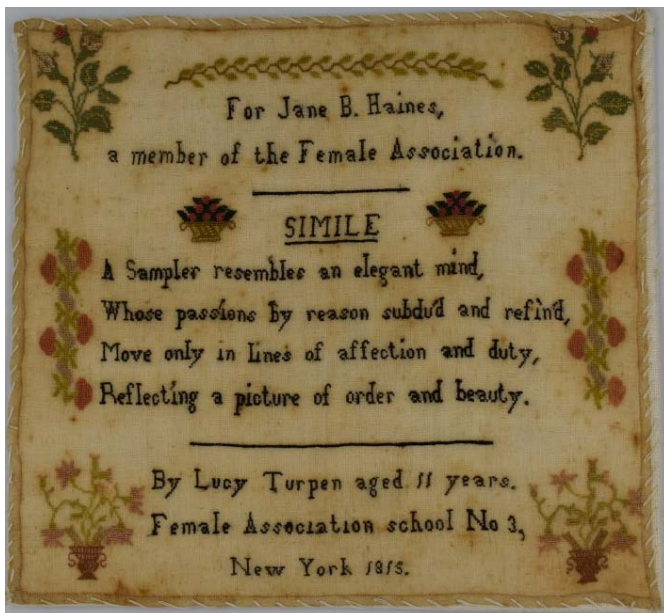 For Jane B. Haines,
a member of the Female Association.
SIMILE
A Sampler resembles an elegant mind,
Whose passions by reason subdu'd and refin'd,
Move only in lines of affection and duty,
Reflecting a picture of order and beauty.
By Lucy Turpen aged 11 years.
Female Association school No 3,
New York 1815.